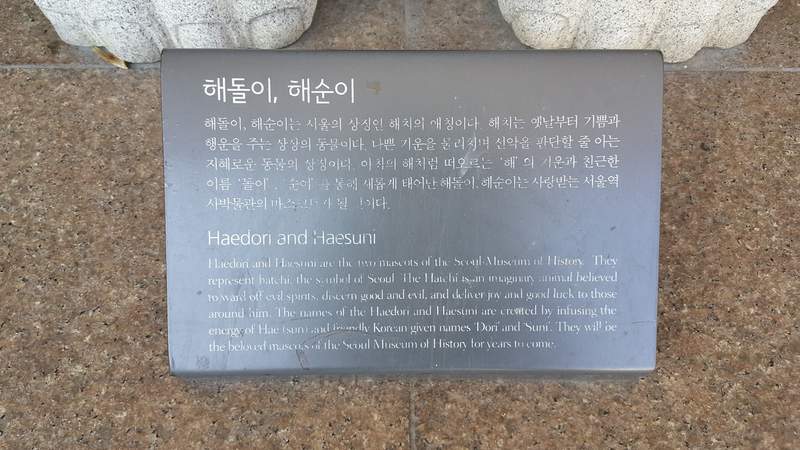 해돌이, 해순이
해돌이, 해순이는 서울의 상징인 해치의 애칭이다. 해치는 옛날부터 기쁨과
행운을 주는 상상의 동물이다. 나쁜 기운을 물리치며 선악을 판단할 줄 아는
지혜로운 동물의 상징이다. 아침의 해처럼 떠오르는 '해' 의 기운과 친근한
이름 '돌이' , '순이' 를 통해 새롭게 태어난 해돌이, 해순이는 사랑받는 서울역
사박물관의 마스코트가 될 것이다.
Haedori and Haesuni
Haedori and Haesuni are the two mascots of the Seoul Museum of History. They
represent hatchi, the symbol of Seoul. The Hatchi is an imaginary animal believed
to ward off evil spirits, discern good and evil, and deliver joy and good luck to those
around him. The names of the Haedori and Haesuni are created by infusing the
energy of Hae (sun) and friendly Korean given names 'Dori' and 'Suni'. They will be
the beloved mascots of the Seoul Museum of History for years to come.